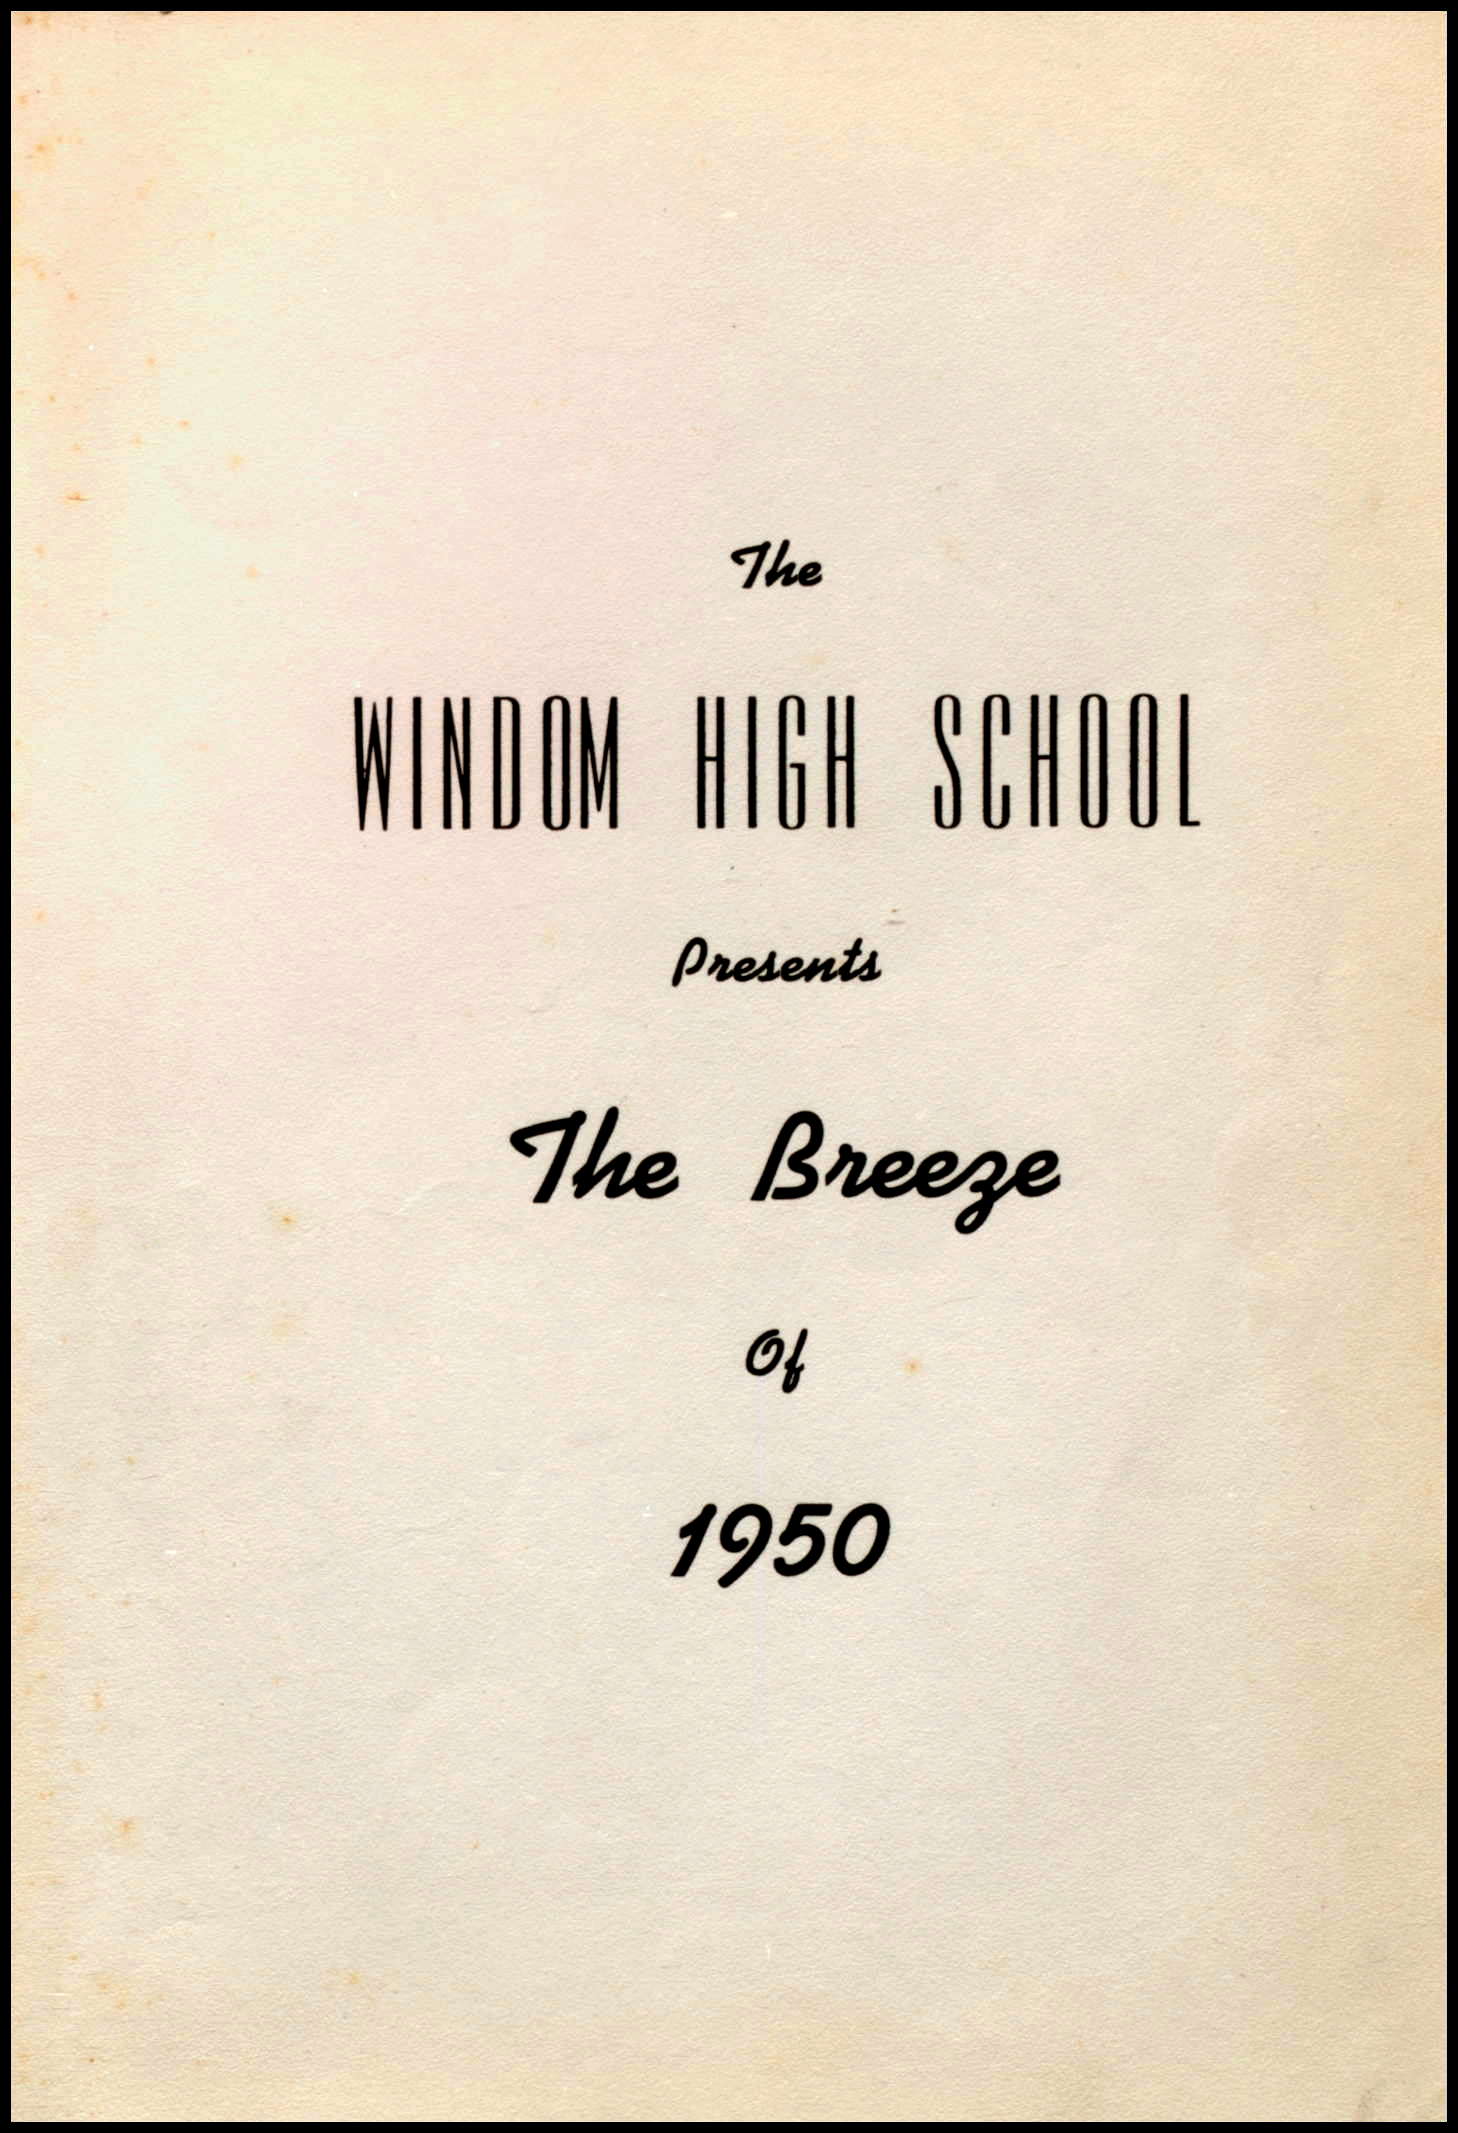 The
WINDOM HIGH SCHOOL
Presents
The Breeze
Of
1950